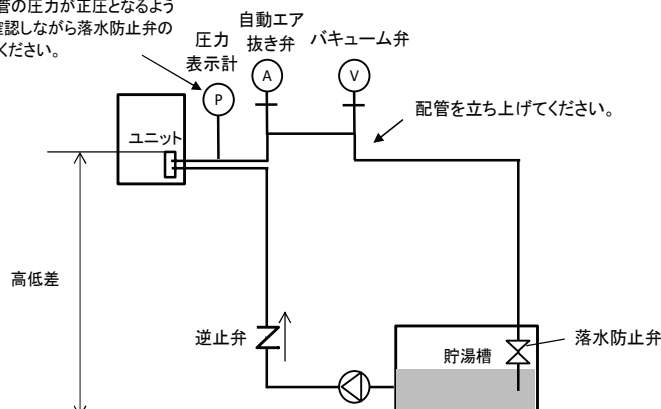 管の圧力が正圧となるよう
確認しながら落水防止弁の
ください。
圧力
表示計
自動エア
抜き弁
バキューム弁
P
A
V
配管を立ち上げてください。
ユニット
高低差
逆止弁
貯湯槽
落水防止弁